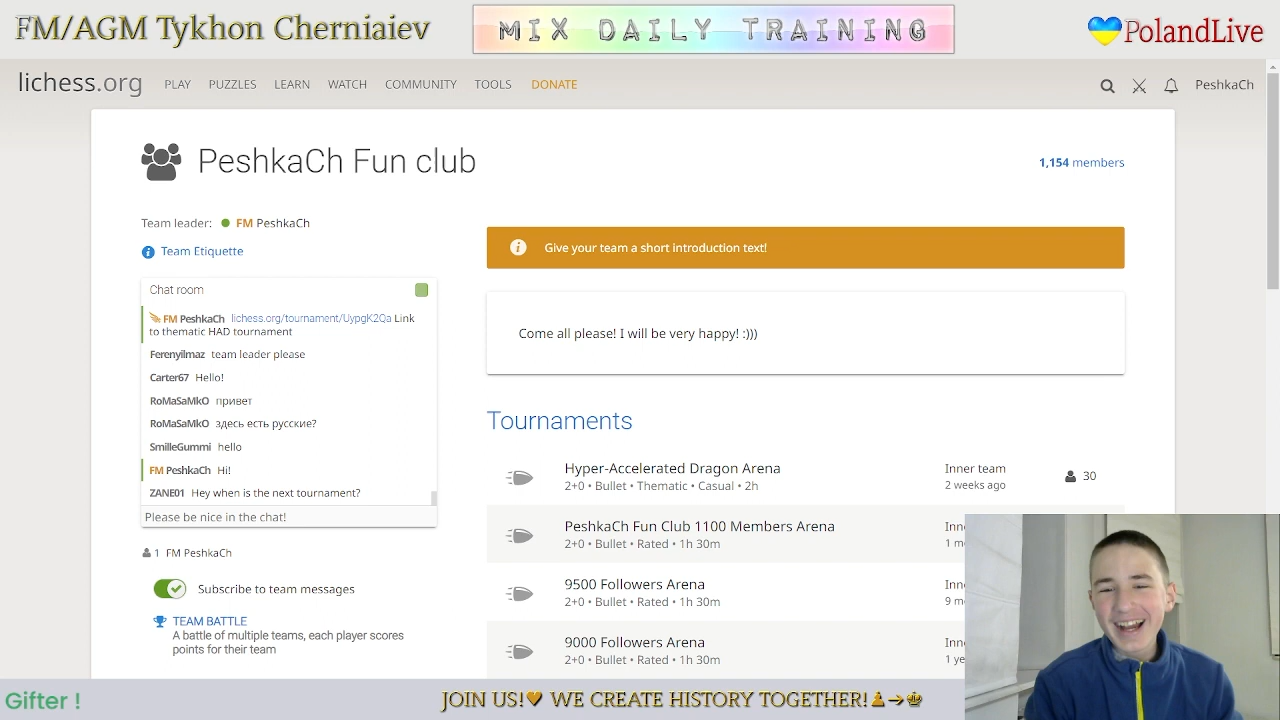 FM/AGM Tykhon Cherniaiev
MIX DAILY TRAINING
PolandLive
lichess.org PLAY PUZZLES LEARN WATCH COMMUNITY TOOLS DONATE PeshkaCh
PeshkaCh Fun club
1,154 members
Team leader: FM PeshkaCh
Team Etiquette
Give your team a short introduction text!
Chat room
FM PeshkaCh lichess.org/tournament/UypgK2Qa Link
to thematic HAD tournament
Ferenyilmaz team leader please
Carter67 Hello!
RoMaSaMkO привет
RoMaSaMkO здесь есть русские?
SmilleGummi hello
FM PeshkaCh Hi!
ZANE01 Hey when is the next tournament?
Please be nice in the chat!
1 FM PeshkaCh
Subscribe to team messages
TEAM BATTLE
A battle of multiple teams, each player scores
points for their team
Come all please! I will be very happy! :)))
Tournaments
Hyper-Accelerated Dragon Arena
2+0 • Bullet • Thematic • Casual • 2h
Inner team
2 weeks ago
30
PeshkaCh Fun Club 1100 Members Arena
2+0 • Bullet • Rated • 1h 30m
9500 Followers Arena
2+0 • Bullet • Rated • 1h 30m
9000 Followers Arena
2+0 • Bullet • Rated • 1h 30m
Gifter !
JOIN US!🧡 WE CREATE HISTORY TOGETHER!♟→♚